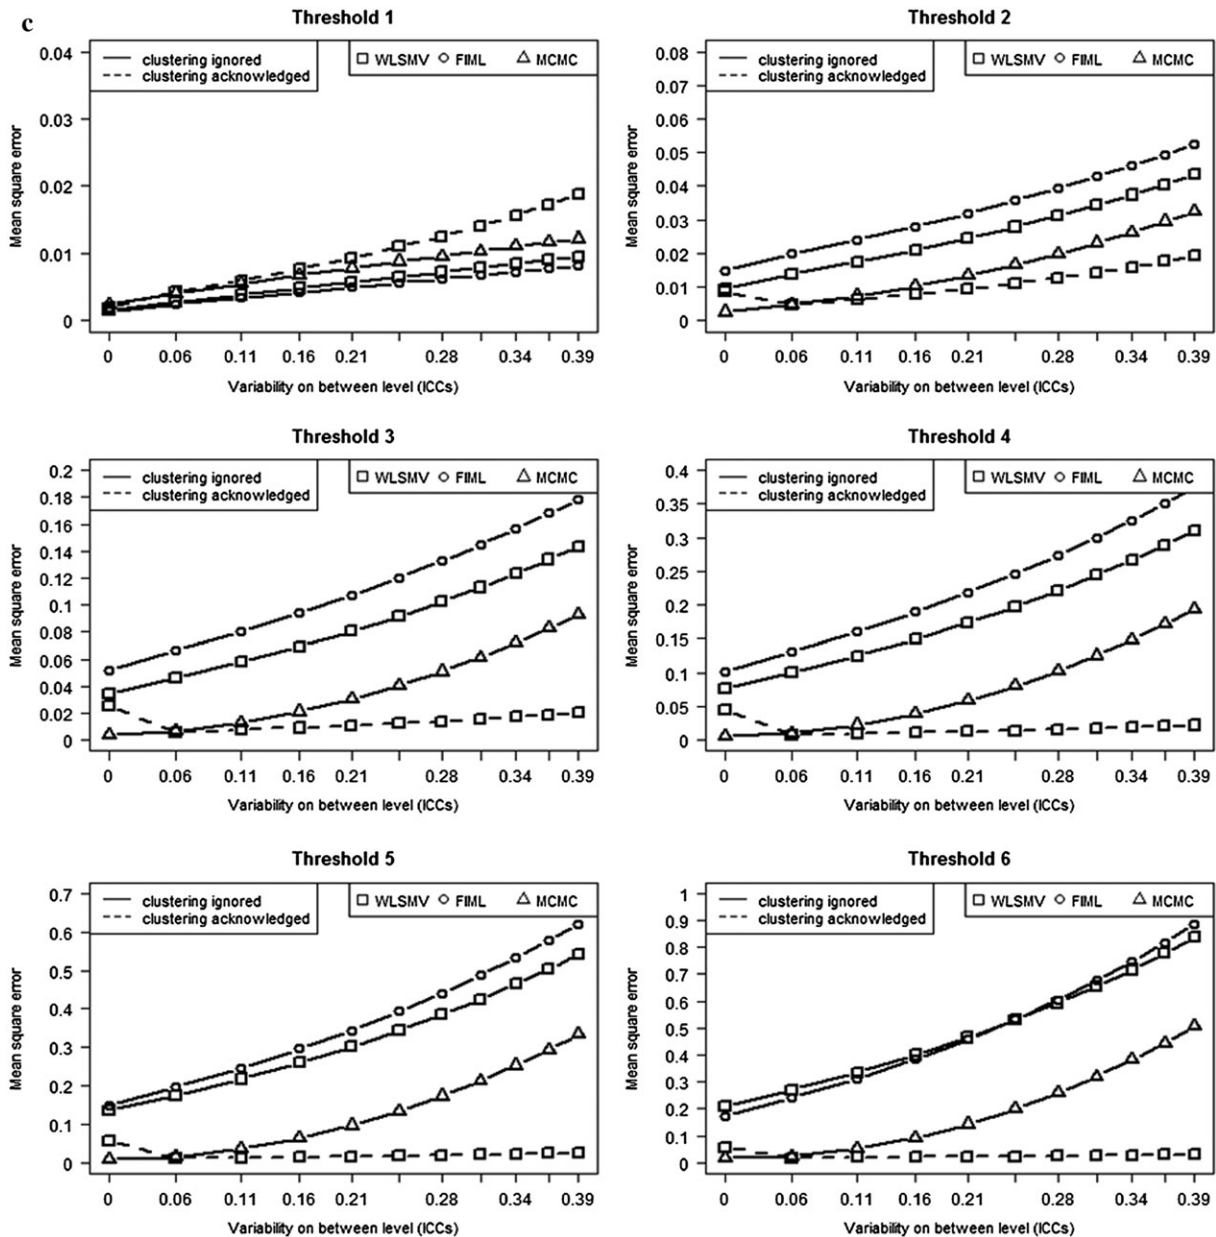 c
Threshold 1
clustering ignored
clustering acknowledged
WLSMV FIML MCMC
Mean square error
0.04
0.03
0.02
0.01
0
0 0.06 0.11 0.16 0.21 0.28 0.34 0.39
Variability on between level (ICCs)
Threshold 2
clustering ignored
clustering acknowledged
WLSMV FIML MCMC
Mean square error
0.08
0.07
0.06
0.05
0.04
0.03
0.02
0.01
0
0 0.06 0.11 0.16 0.21 0.28 0.34 0.39
Variability on between level (ICCs)
Threshold 3
clustering ignored
clustering acknowledged
WLSMV FIML MCMC
Mean square error
0.2
0.18
0.16
0.14
0.12
0.1
0.08
0.06
0.04
0.02
0
0 0.06 0.11 0.16 0.21 0.28 0.34 0.39
Variability on between level (ICCs)
Threshold 4
clustering ignored
clustering acknowledged
WLSMV FIML MCMC
Mean square error
0.4
0.35
0.3
0.25
0.2
0.15
0.1
0.05
0
0 0.06 0.11 0.16 0.21 0.28 0.34 0.39
Variability on between level (ICCs)
Threshold 5
clustering ignored
clustering acknowledged
WLSMV FIML MCMC
Mean square error
0.7
0.6
0.5
0.4
0.3
0.2
0.1
0
0 0.06 0.11 0.16 0.21 0.28 0.34 0.39
Variability on between level (ICCs)
Threshold 6
clustering ignored
clustering acknowledged
WLSMV FIML MCMC
Mean square error
1
0.9
0.8
0.7
0.6
0.5
0.4
0.3
0.2
0.1
0
0 0.06 0.11 0.16 0.21 0.28 0.34 0.39
Variability on between level (ICCs)